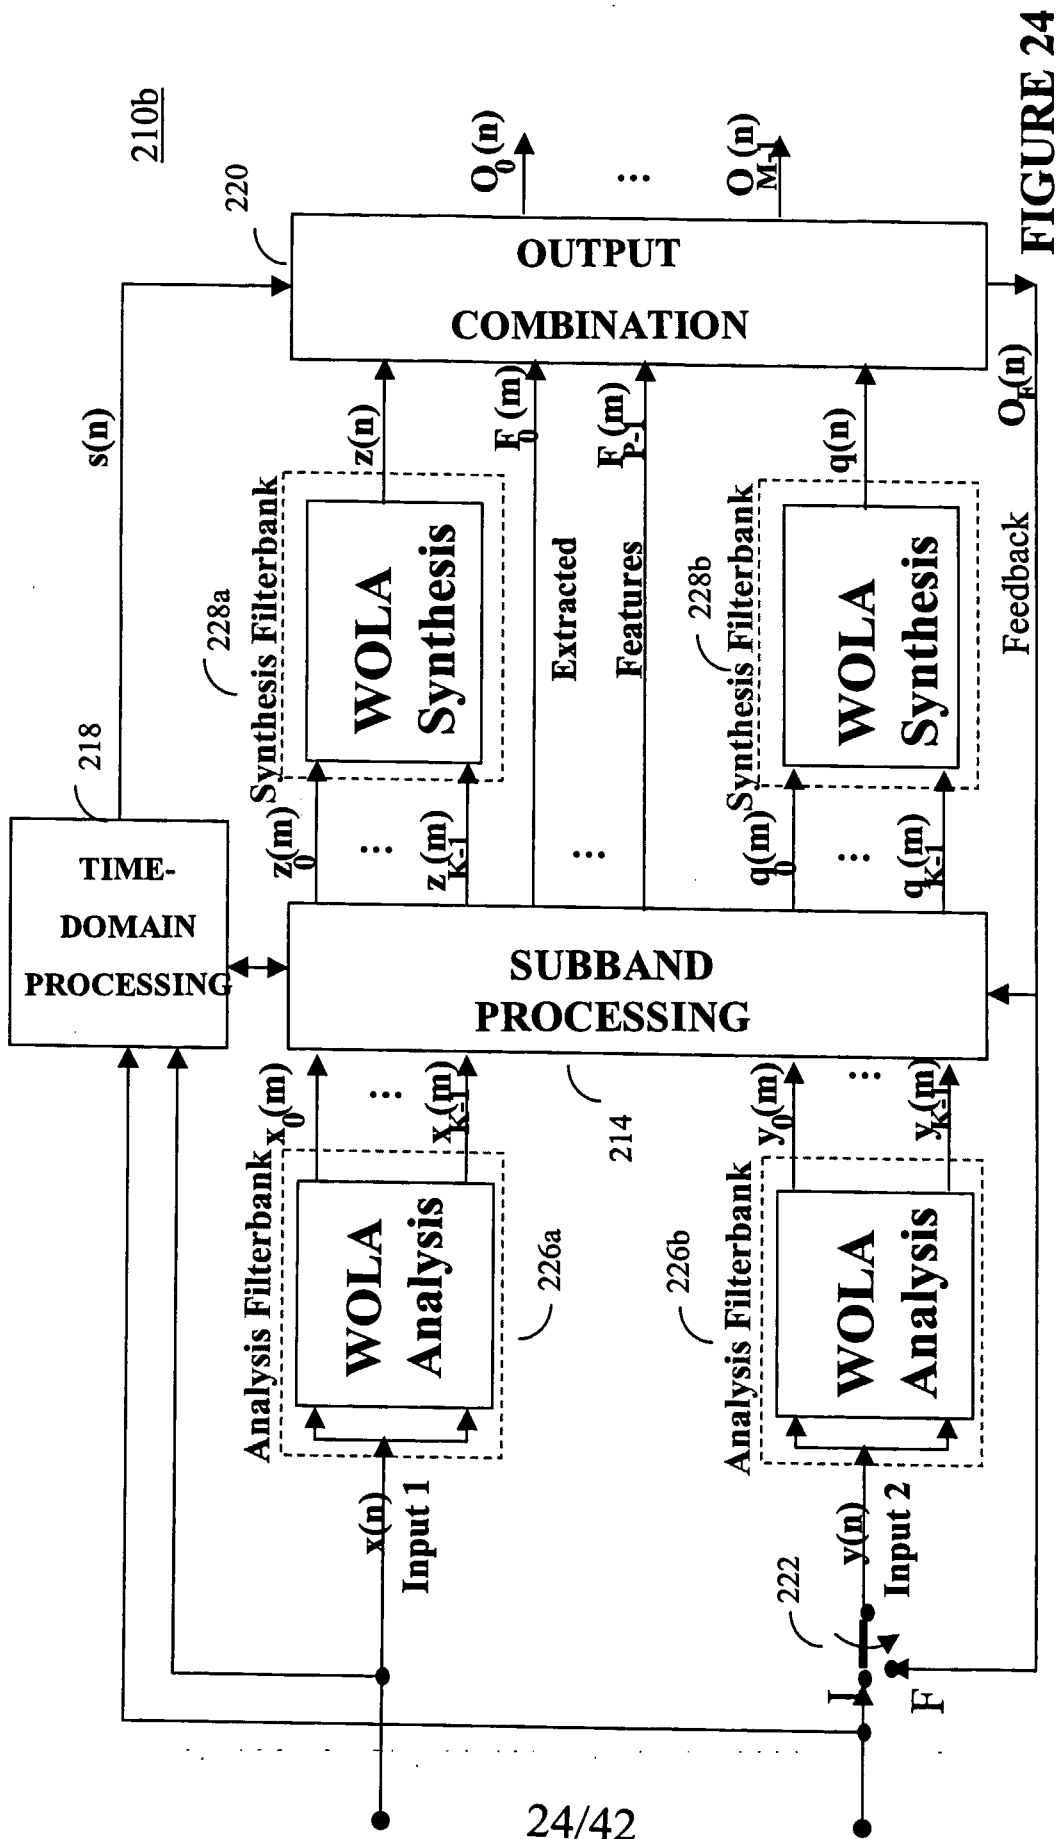 24/42
210b
220
s(n)
218
TIME-
DOMAIN
PROCESSING
228a
Synthesis Filterbank
WOLA
Synthesis
z(n)
z0(m)
...
zK-1(m)
F0(m)
FP-1(m)
Extracted
Features
...
OUTPUT
COMBINATION
O0(n)
...
OM-1(n)
228b
Synthesis Filterbank
WOLA
Synthesis
q(n)
q0(m)
...
qK-1(m)
SUBBAND
PROCESSING
214
Analysis Filterbank
WOLA
Analysis
x0(m)
...
xK-1(m)
226a
x(n)
Input 1
Analysis Filterbank
WOLA
Analysis
y0(m)
...
yK-1(m)
226b
y(n)
Input 2
222
I
F
Feedback
OF(n)
FIGURE 24